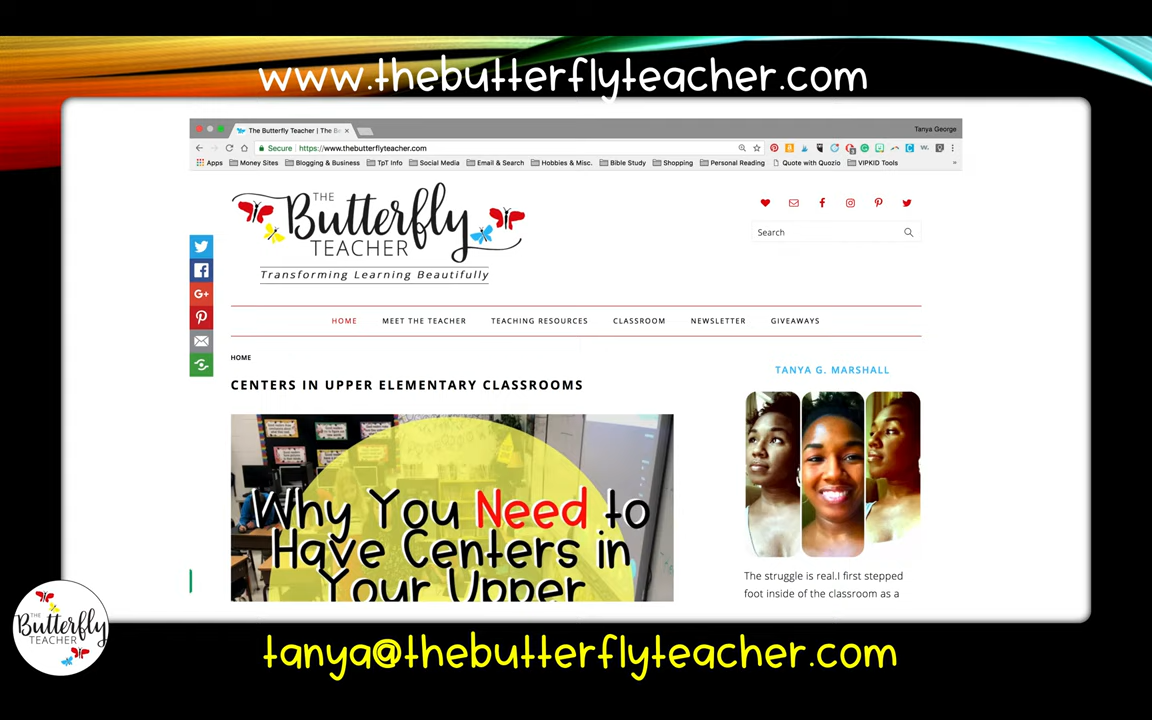 www.thebutterflyteacher.com
The Butterfly Teacher | The B
Tanya George
Secure | https://www.thebutterflyteacher.com
Apps Money Sites Blogging & Business TpT Info Social Media Email & Search Hobbies & Misc. Bible Study Shopping Personal Reading Quote with Quozio VIPKID Tools »
THE
Butterfly
TEACHER
Transforming Learning Beautifully
Search
G+
HOME MEET THE TEACHER TEACHING RESOURCES CLASSROOM NEWSLETTER GIVEAWAYS
HOME
CENTERS IN UPPER ELEMENTARY CLASSROOMS
TANYA G. MARSHALL
Why You Need to
Have Centers in
Your Upper
The struggle is real.I first stepped
foot inside of the classroom as a
THE
Butterfly
TEACHER
tanya@thebutterflyteacher.com